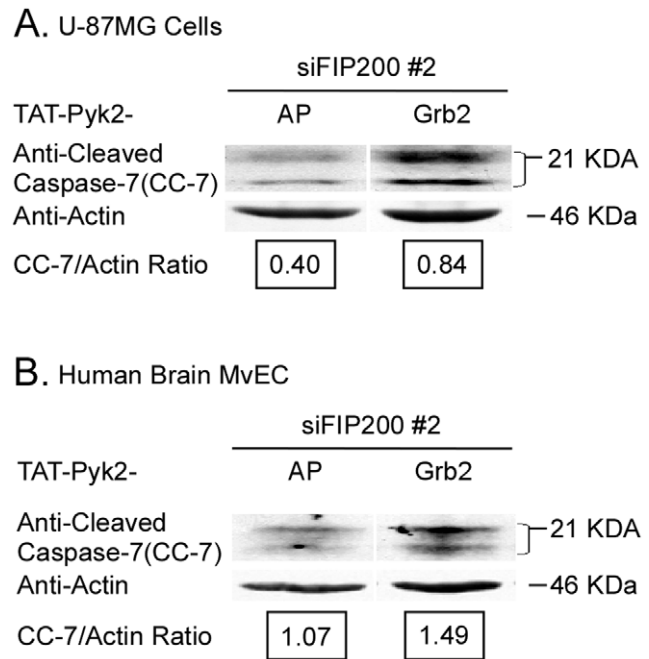 A. U-87MG Cells
siFIP200 #2
TAT-Pyk2- AP Grb2
Anti-Cleaved
Caspase-7(CC-7) 21 KDA
Anti-Actin 46 KDa
CC-7/Actin Ratio 0.40 0.84
B. Human Brain MvEC
siFIP200 #2
TAT-Pyk2- AP Grb2
Anti-Cleaved 21 KDA
Caspase-7(CC-7)
Anti-Actin 46 KDa
CC-7/Actin Ratio 1.07 1.49